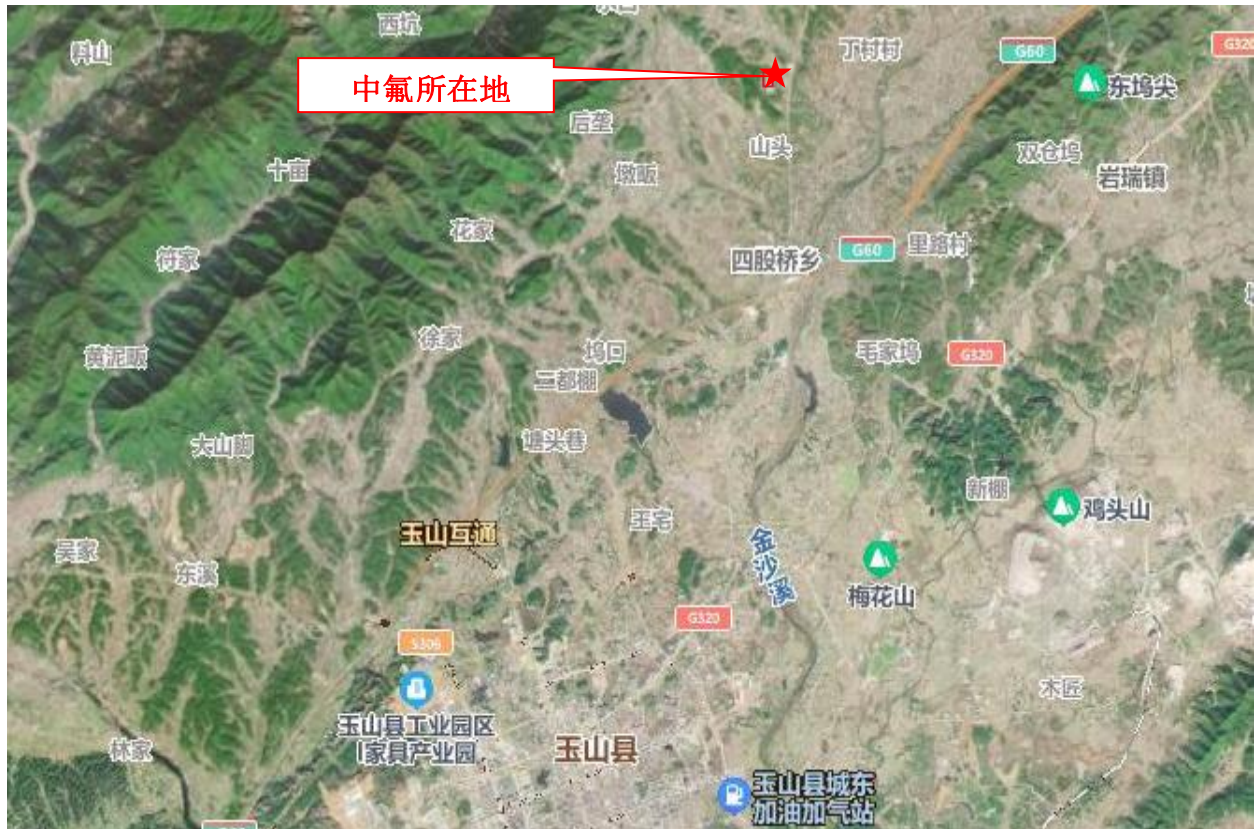 西坑
料山
丁村村
G60
G320
中氟所在地
东坞尖
后垄
山头
双仓坞
十亩
墩畈
岩瑞镇
花家
符家
四股桥乡
G60
里路村
徐家
黄泥畈
坞口
毛家坞
G320
二都棚
大山脚
塘头巷
新棚
鸡头山
玉山互通
王宅
吴家
东溪
金沙溪
梅花山
G320
S306
木匠
玉山县工业园区
家具产业园
林家
玉山县
玉山县城东
加油加气站